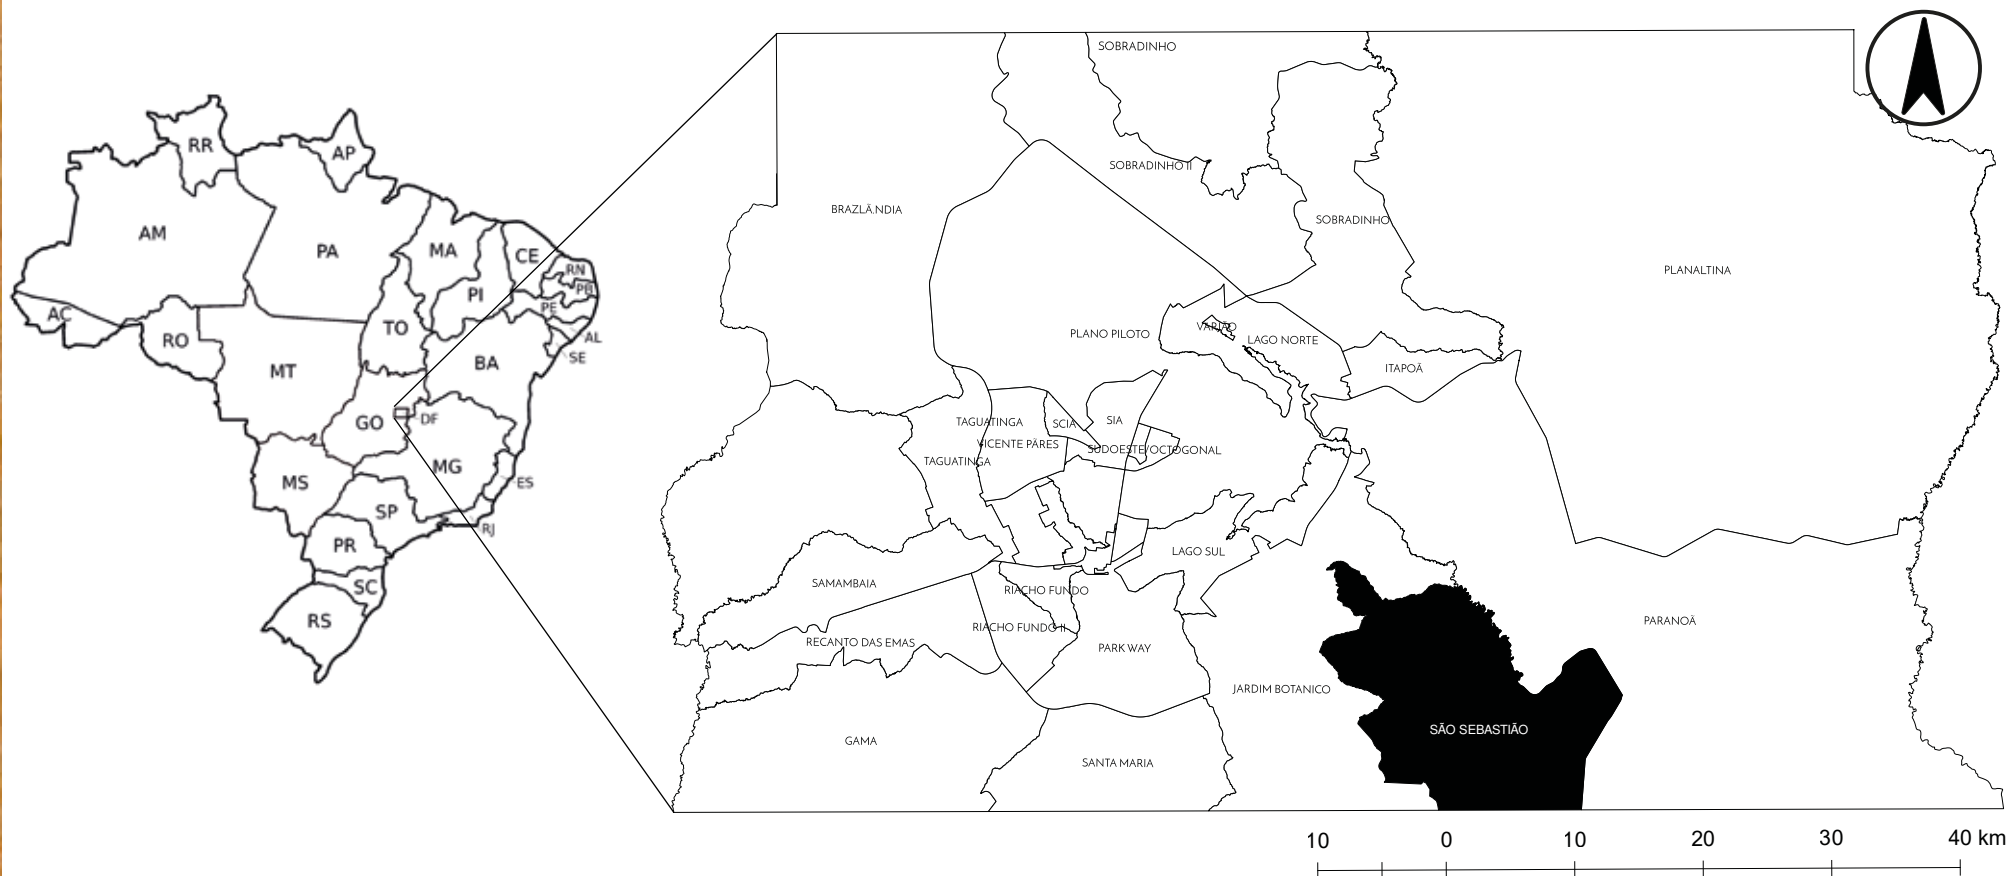 RR
AP
AM
PA
MA
CE
RN
PB
PI
PE
AC
TO
AL
RO
SE
BA
MT
DF
GO
MG
MS
ES
SP
RJ
PR
SC
RS
SOBRADINHO
SOBRADINHO II
BRAZLÃNDIA
SOBRADINHO
PLANALTINA
VARJÃO
PLANO PILOTO
LAGO NORTE
ITAPOÃ
TAGUATINGA
SCIA
SIA
VICENTE PÀRES
SUDOESTE/OCTOGONAL
TAGUATINGA
LAGO SUL
SAMAMBAIA
RIACHO FUNDO
PARANOÃ
RIACHO FUNDO II
RECANTO DAS EMAS
PARK WAY
JARDIM BOTANICO
SÃO SEBASTIÃO
GAMA
SANTA MARIA
10 0 10 20 30 40 km